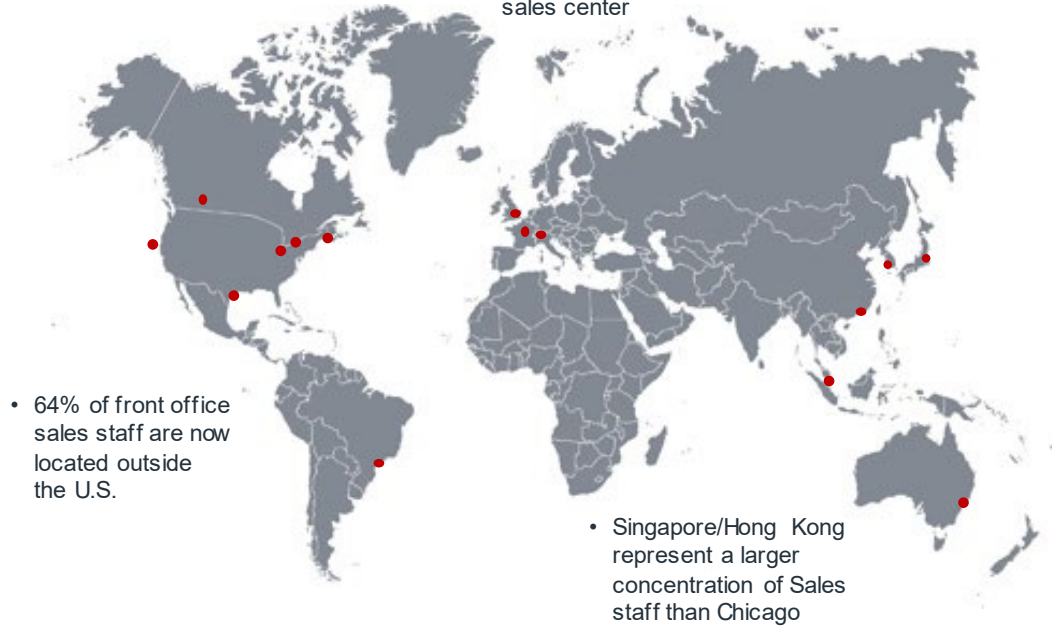 sales center
• 64% of front office
sales staff are now
located outside
the U.S.
• Singapore/Hong Kong
represent a larger
concentration of Sales
staff than Chicago